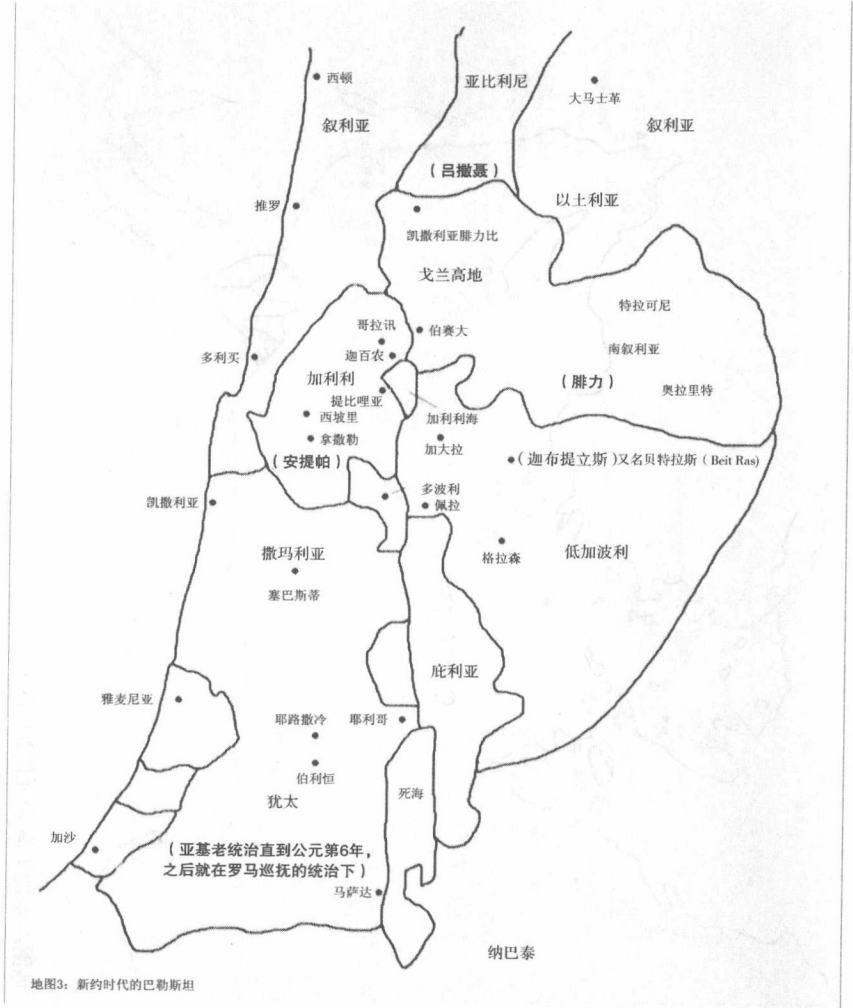 西顿
亚比利尼
大马士革
叙利亚
叙利亚
（吕撒聂）
以土利亚
推罗
凯撒利亚腓力比
戈兰高地
特拉可尼
哥拉讯
伯赛大
南叙利亚
多利买
迦百农
加利利
（腓力）
奥拉里特
提比哩亚
西坡里
加利利海
拿撒勒
加大拉
（安提帕）
（迦布提立斯）又名贝特拉斯（Beit Ras）
凯撒利亚
多波利
佩拉
撒玛利亚
格拉森
低加波利
塞巴斯蒂
庇利亚
雅麦尼亚
耶路撒冷
耶利哥
伯利恒
死海
犹太
加沙
（亚基老统治直到公元第6年，
之后就在罗马巡抚的统治下）
马萨达
纳巴泰
地图3：新约时代的巴勒斯坦